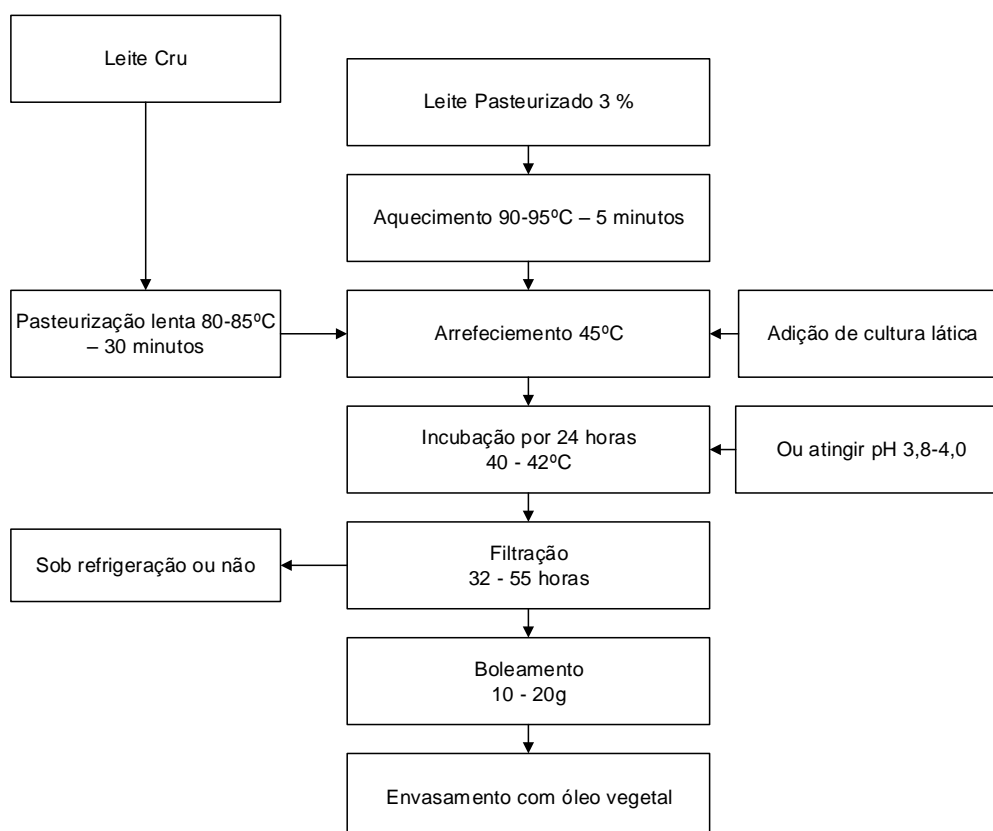 Leite Cru
Leite Pasteurizado 3 %
Aquecimento 90-95ºC – 5 minutos
Pasteurização lenta 80-85ºC
– 30 minutos
Arrefeciemento 45ºC
Adição de cultura lática
Incubação por 24 horas
40 - 42ºC
Ou atingir pH 3,8-4,0
Sob refrigeração ou não
Filtração
32 - 55 horas
Boleamento
10 - 20g
Envasamento com óleo vegetal